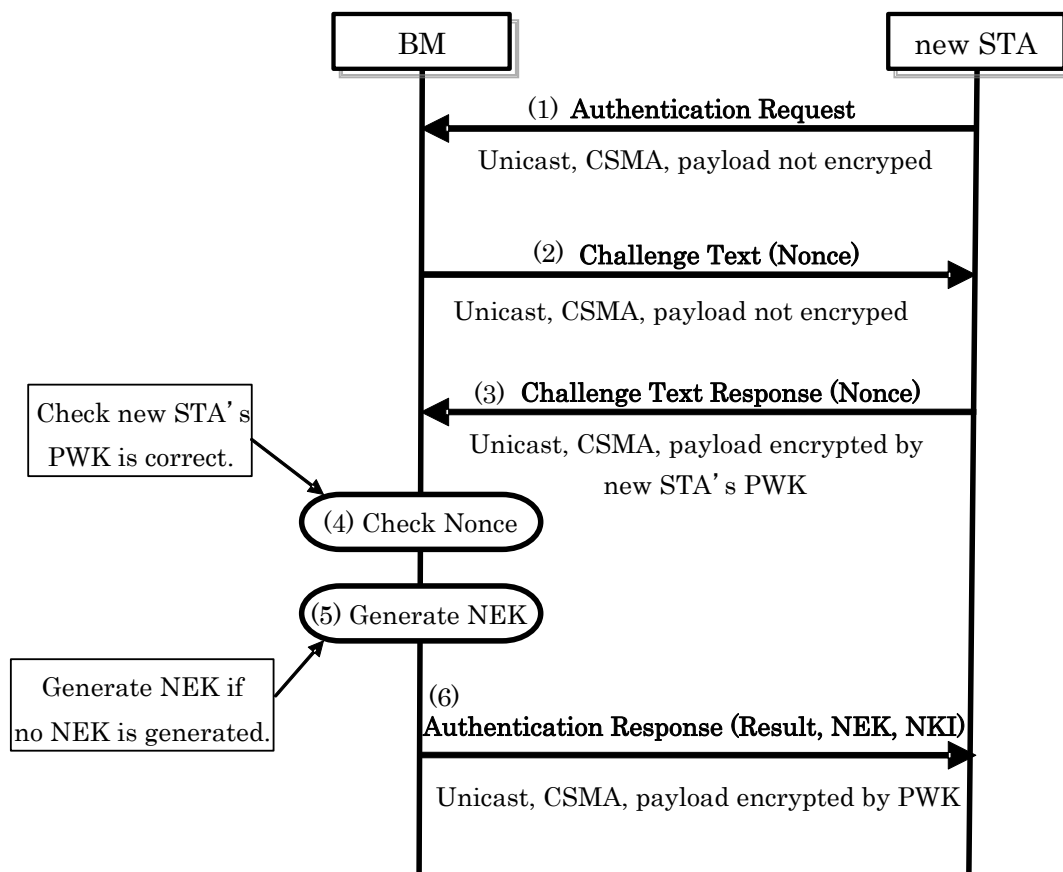 BM
new STA
(1) Authentication Request
Unicast, CSMA, payload not encryped
(2) Challenge Text (Nonce)
Unicast, CSMA, payload not encryped
(3) Challenge Text Response (Nonce)
Unicast, CSMA, payload encrypted by
new STA’s PWK
Check new STA’s
PWK is correct.
(4) Check Nonce
(5) Generate NEK
Generate NEK if
no NEK is generated.
(6)
Authentication Response (Result, NEK, NKI)
Unicast, CSMA, payload encrypted by PWK